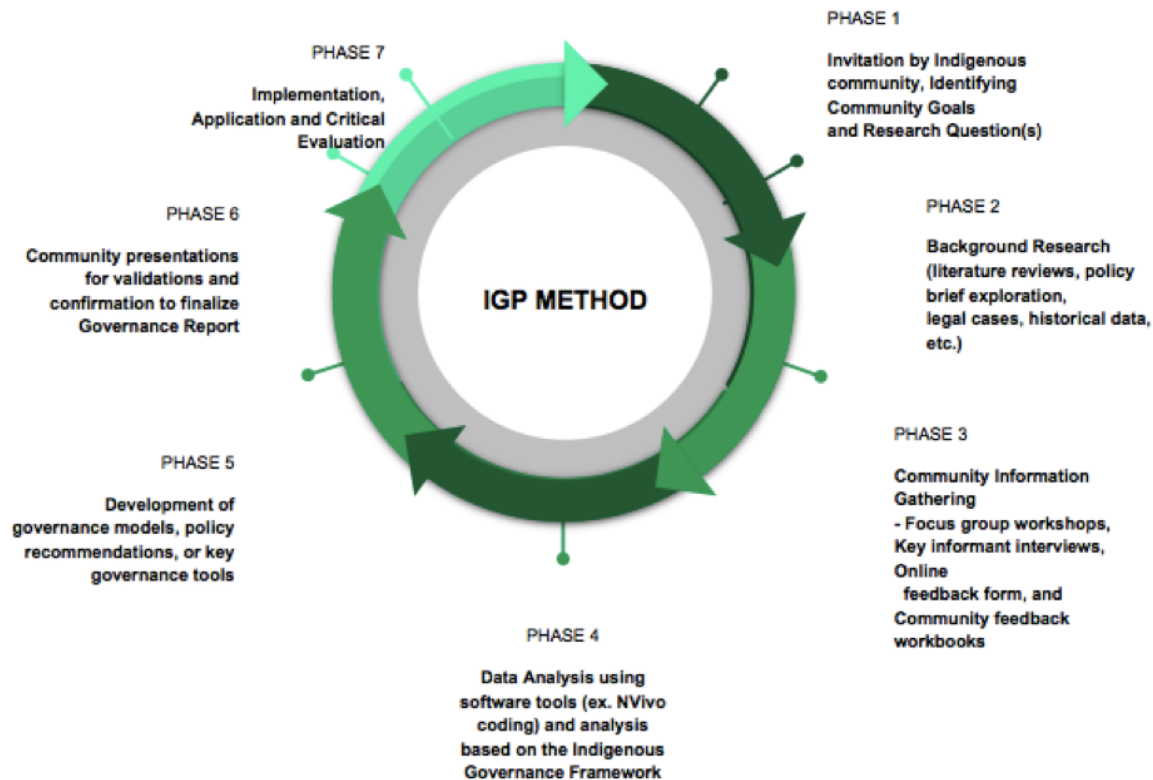 PHASE 1
Invitation by Indigenous
community, Identifying
Community Goals
and Research Question(s)
PHASE 2
Background Research
(literature reviews, policy
brief exploration,
legal cases, historical data,
etc.)
PHASE 3
Community Information
Gathering
- Focus group workshops,
Key informant interviews,
Online
feedback form, and
Community feedback
workbooks
PHASE 4
Data Analysis using
software tools (ex. NVivo
coding) and analysis
based on the Indigenous
Governance Framework
PHASE 5
Development of
governance models, policy
recommendations, or key
governance tools
PHASE 6
Community presentations
for validations and
confirmation to finalize
Governance Report
PHASE 7
Implementation,
Application and Critical
Evaluation
IGP METHOD